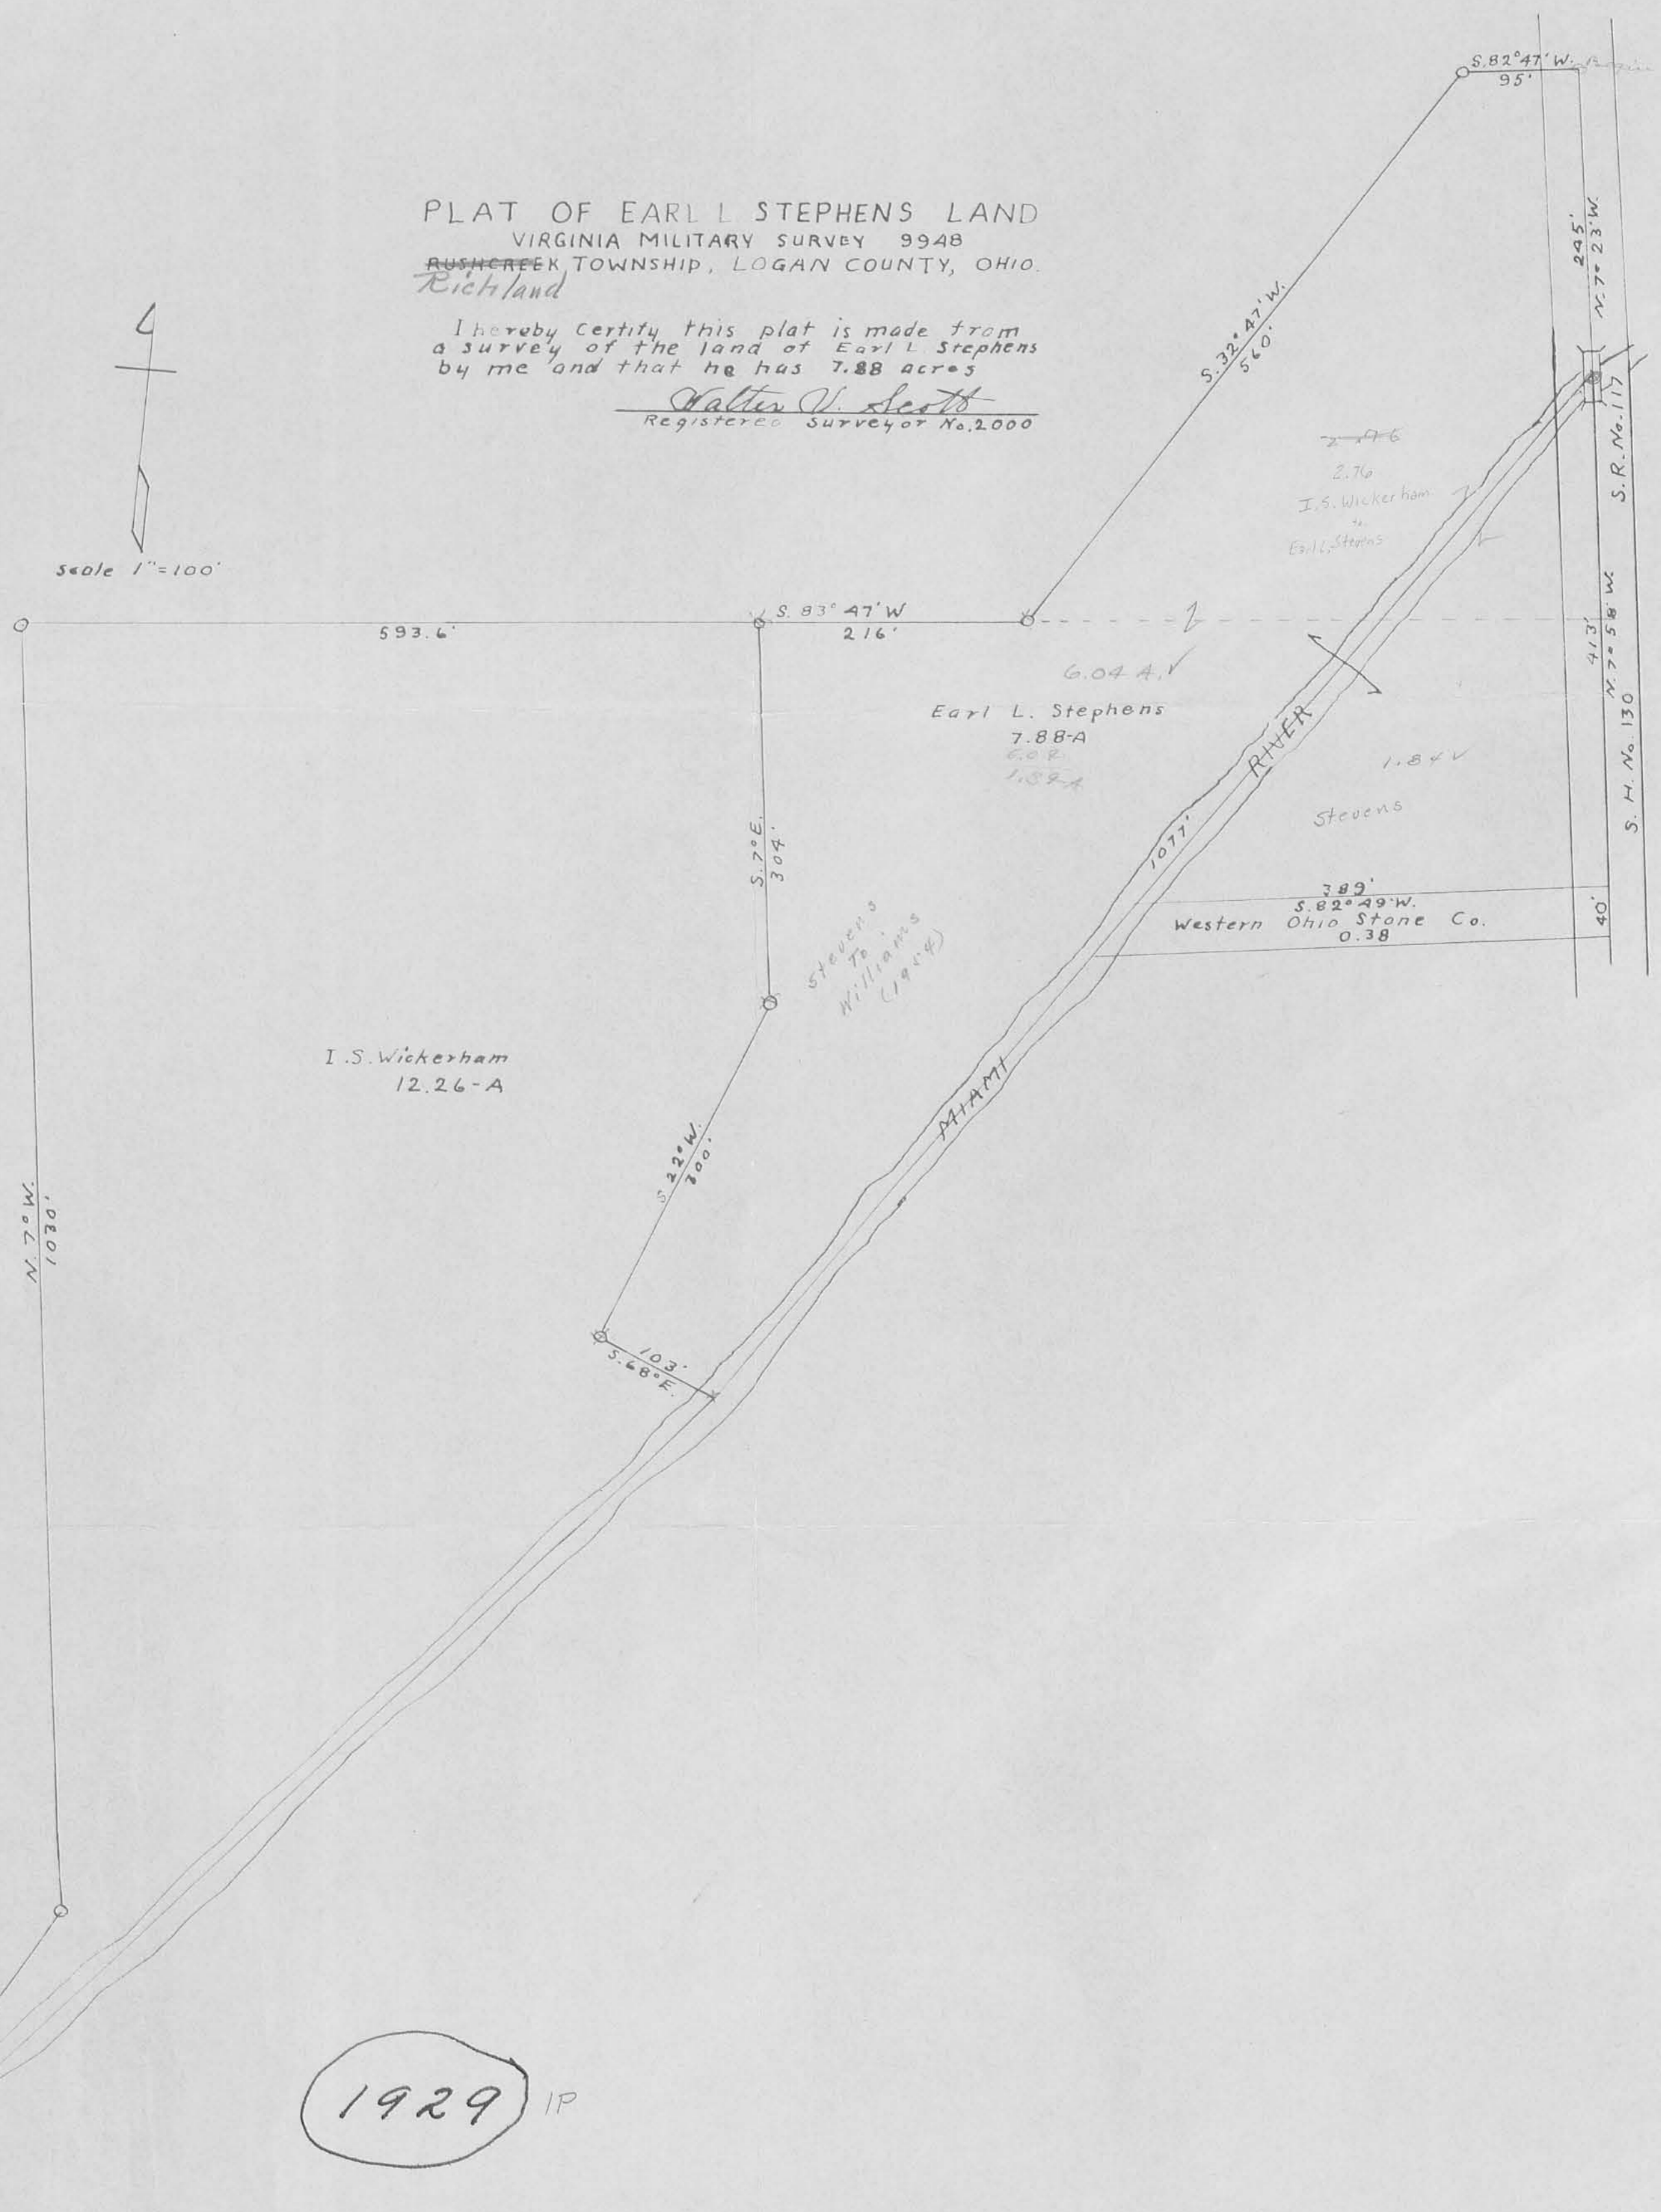 S. 82° 47' W.
95'
PLAT OF EARL L STEPHENS LAND
VIRGINIA MILITARY SURVEY 9948
RUSHCREEK TOWNSHIP, LOGAN COUNTY, OHIO.
Richland
I hereby certify this plat is made from
a survey of the land of Earl L Stephens
by me and that he has 7.88 acres
Walter V. Scott
Registered Surveyor No. 2000
Scale 1"=100'
245'
N. 7° 23' W.
S. 32° 47' W.
560'
S.R. No. 117
2.76
I.S. Wickerham
to
Earl L. Stevens
593.6'
S. 83° 47' W
216'
413'
N. 7° 58' W.
S. H. No. 130
6.04 A. ✓
Earl L. Stephens
7.88-A
RIVER
1.84 ✓
Stevens
1077'
S. 7° E.
304'
389'
S. 82° 49' W.
Western Ohio Stone Co.
0.38
40'
Stevens
To
Williams
I.S. Wickerham
12.26-A
MIAMI
S. 22° W.
300'
N. 7° W.
1030'
103'
S. 68° E.
1929
IP